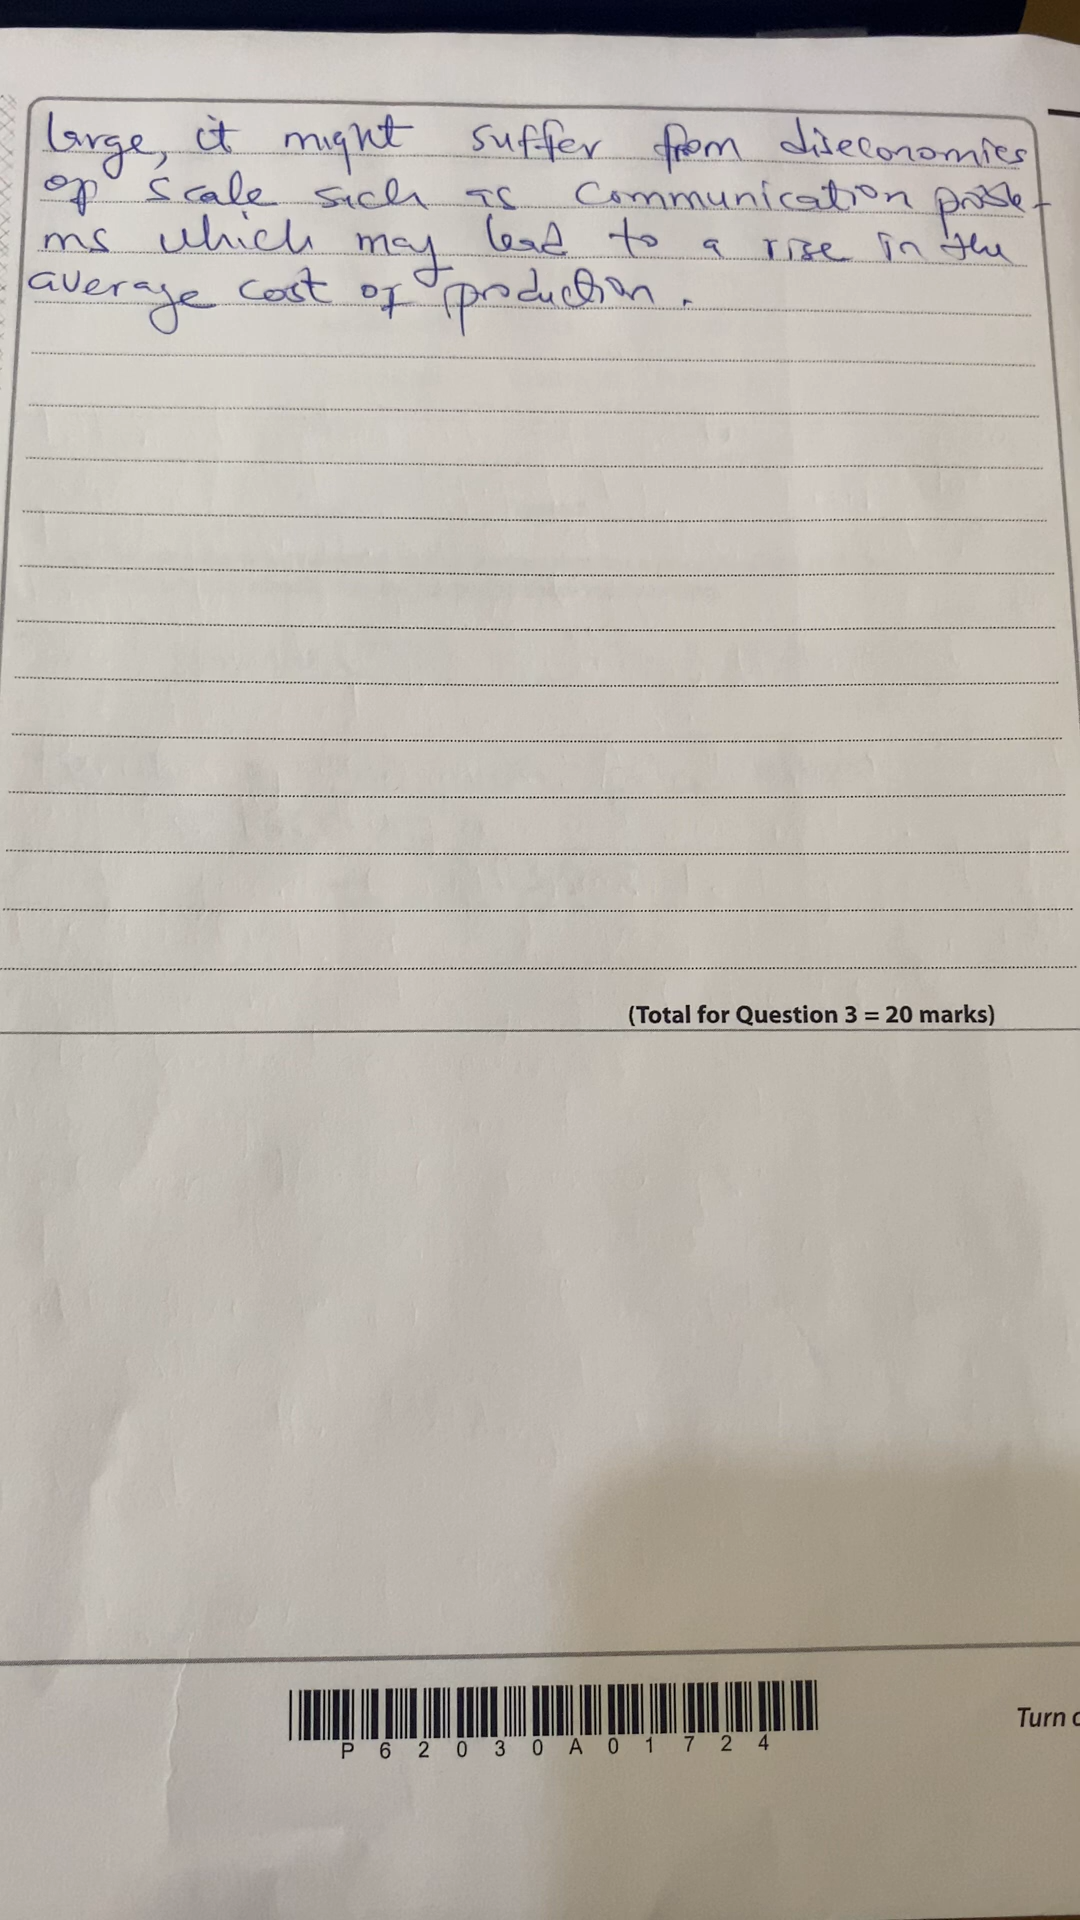 large, it might suffer from diseconomies
of scale such as communication proble-
ms which may lead to a rise in the
average cost of production.
(Total for Question 3 = 20 marks)
P 6 2 0 3 0 A 0 1 7 2 4
Turn